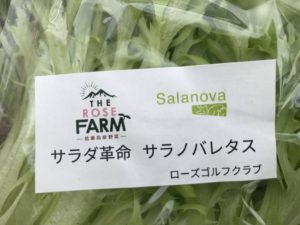 THE
ROSE
FARM
Salanova
サラダ革命 サラノバレタス
ローズゴルフクラブ